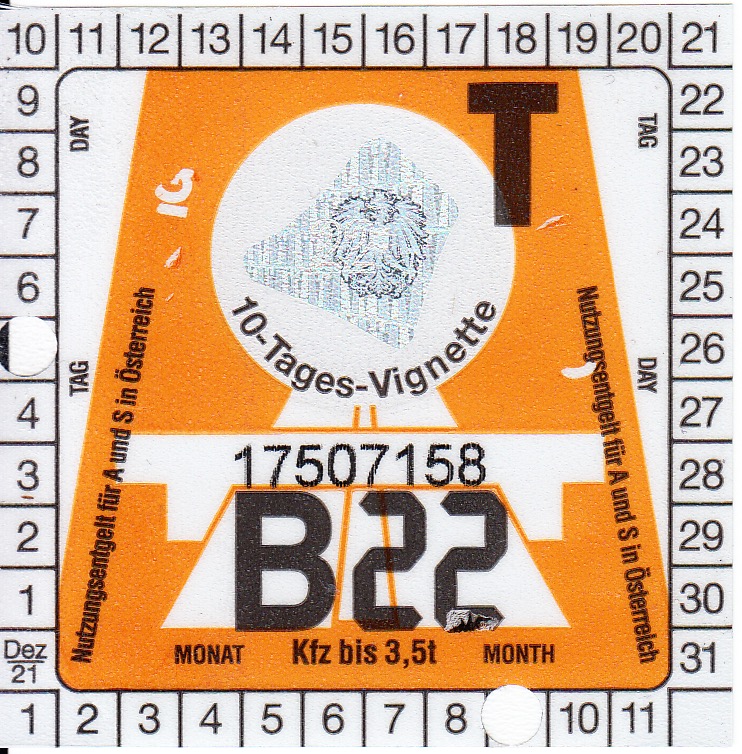 10 11 12 13 14 15 16 17 18 19 20 21
9 22
8 23
7 24
6 25
26
4 27
3 28
2 29
1 30
Dez
21
31
1 2 3 4 5 6 7 8 10 11
DAY
TAG
T
TAG
DAY
Nutzungsentgelt für A und S in Österreich
Nutzungsentgelt für A und S in Österreich
10-Tages-Vignette
17507158
B22
MONAT Kfz bis 3,5t MONTH